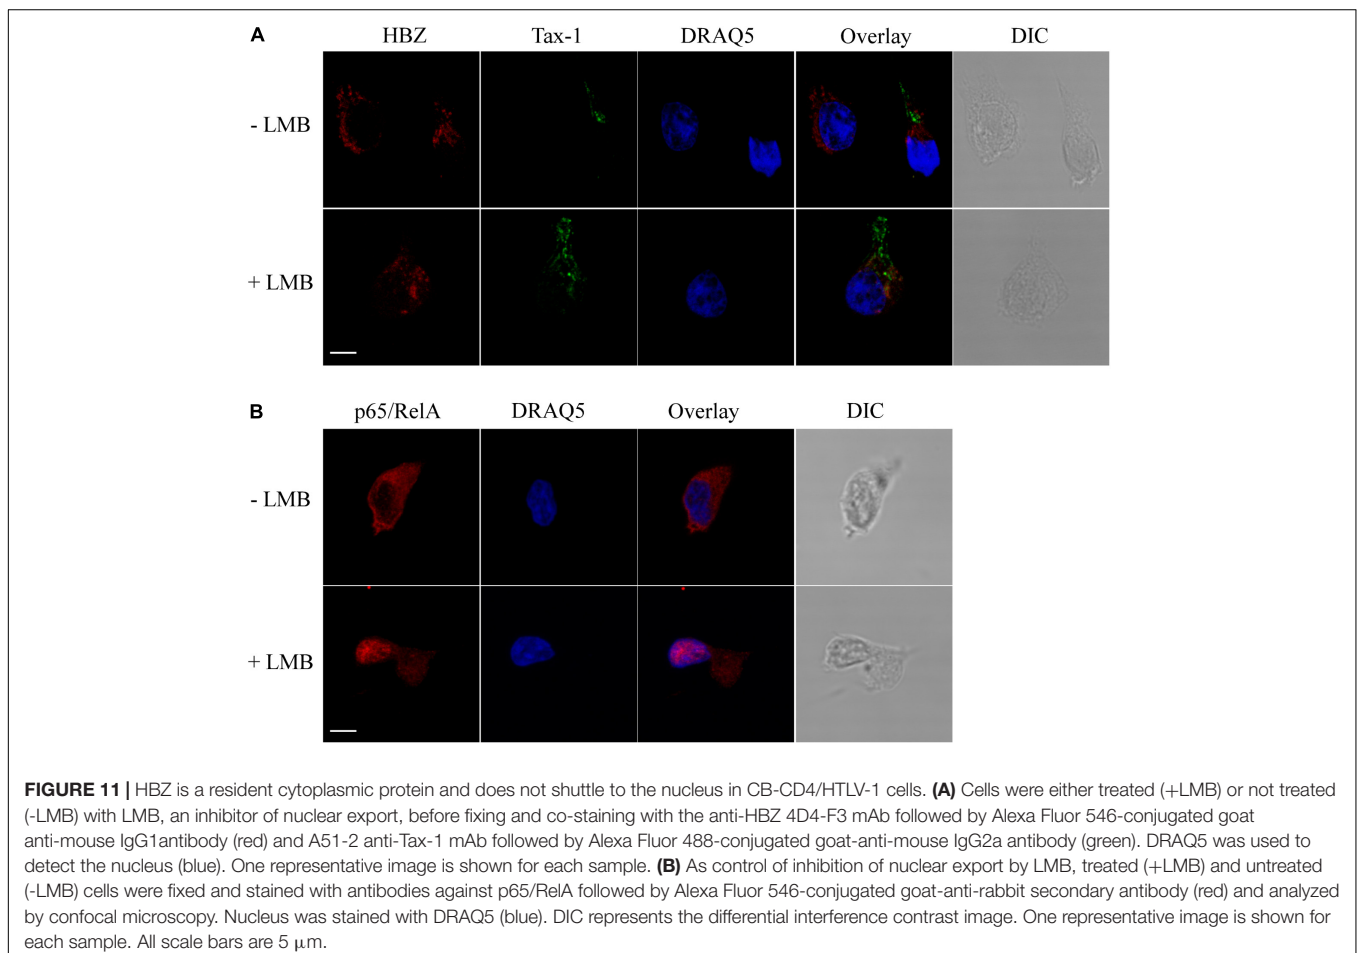 A HBZ Tax-1 DRAQ5 Overlay DIC
- LMB
+ LMB
B p65/RelA DRAQ5 Overlay DIC
- LMB
+ LMB
FIGURE 11 | HBZ is a resident cytoplasmic protein and does not shuttle to the nucleus in CB-CD4/HTLV-1 cells. (A) Cells were either treated (+LMB) or not treated
(-LMB) with LMB, an inhibitor of nuclear export, before fixing and co-staining with the anti-HBZ 4D4-F3 mAb followed by Alexa Fluor 546-conjugated goat
anti-mouse IgG1antibody (red) and A51-2 anti-Tax-1 mAb followed by Alexa Fluor 488-conjugated goat-anti-mouse IgG2a antibody (green). DRAQ5 was used to
detect the nucleus (blue). One representative image is shown for each sample. (B) As control of inhibition of nuclear export by LMB, treated (+LMB) and untreated
(-LMB) cells were fixed and stained with antibodies against p65/RelA followed by Alexa Fluor 546-conjugated goat-anti-rabbit secondary antibody (red) and analyzed
by confocal microscopy. Nucleus was stained with DRAQ5 (blue). DIC represents the differential interference contrast image. One representative image is shown for
each sample. All scale bars are 5 μm.